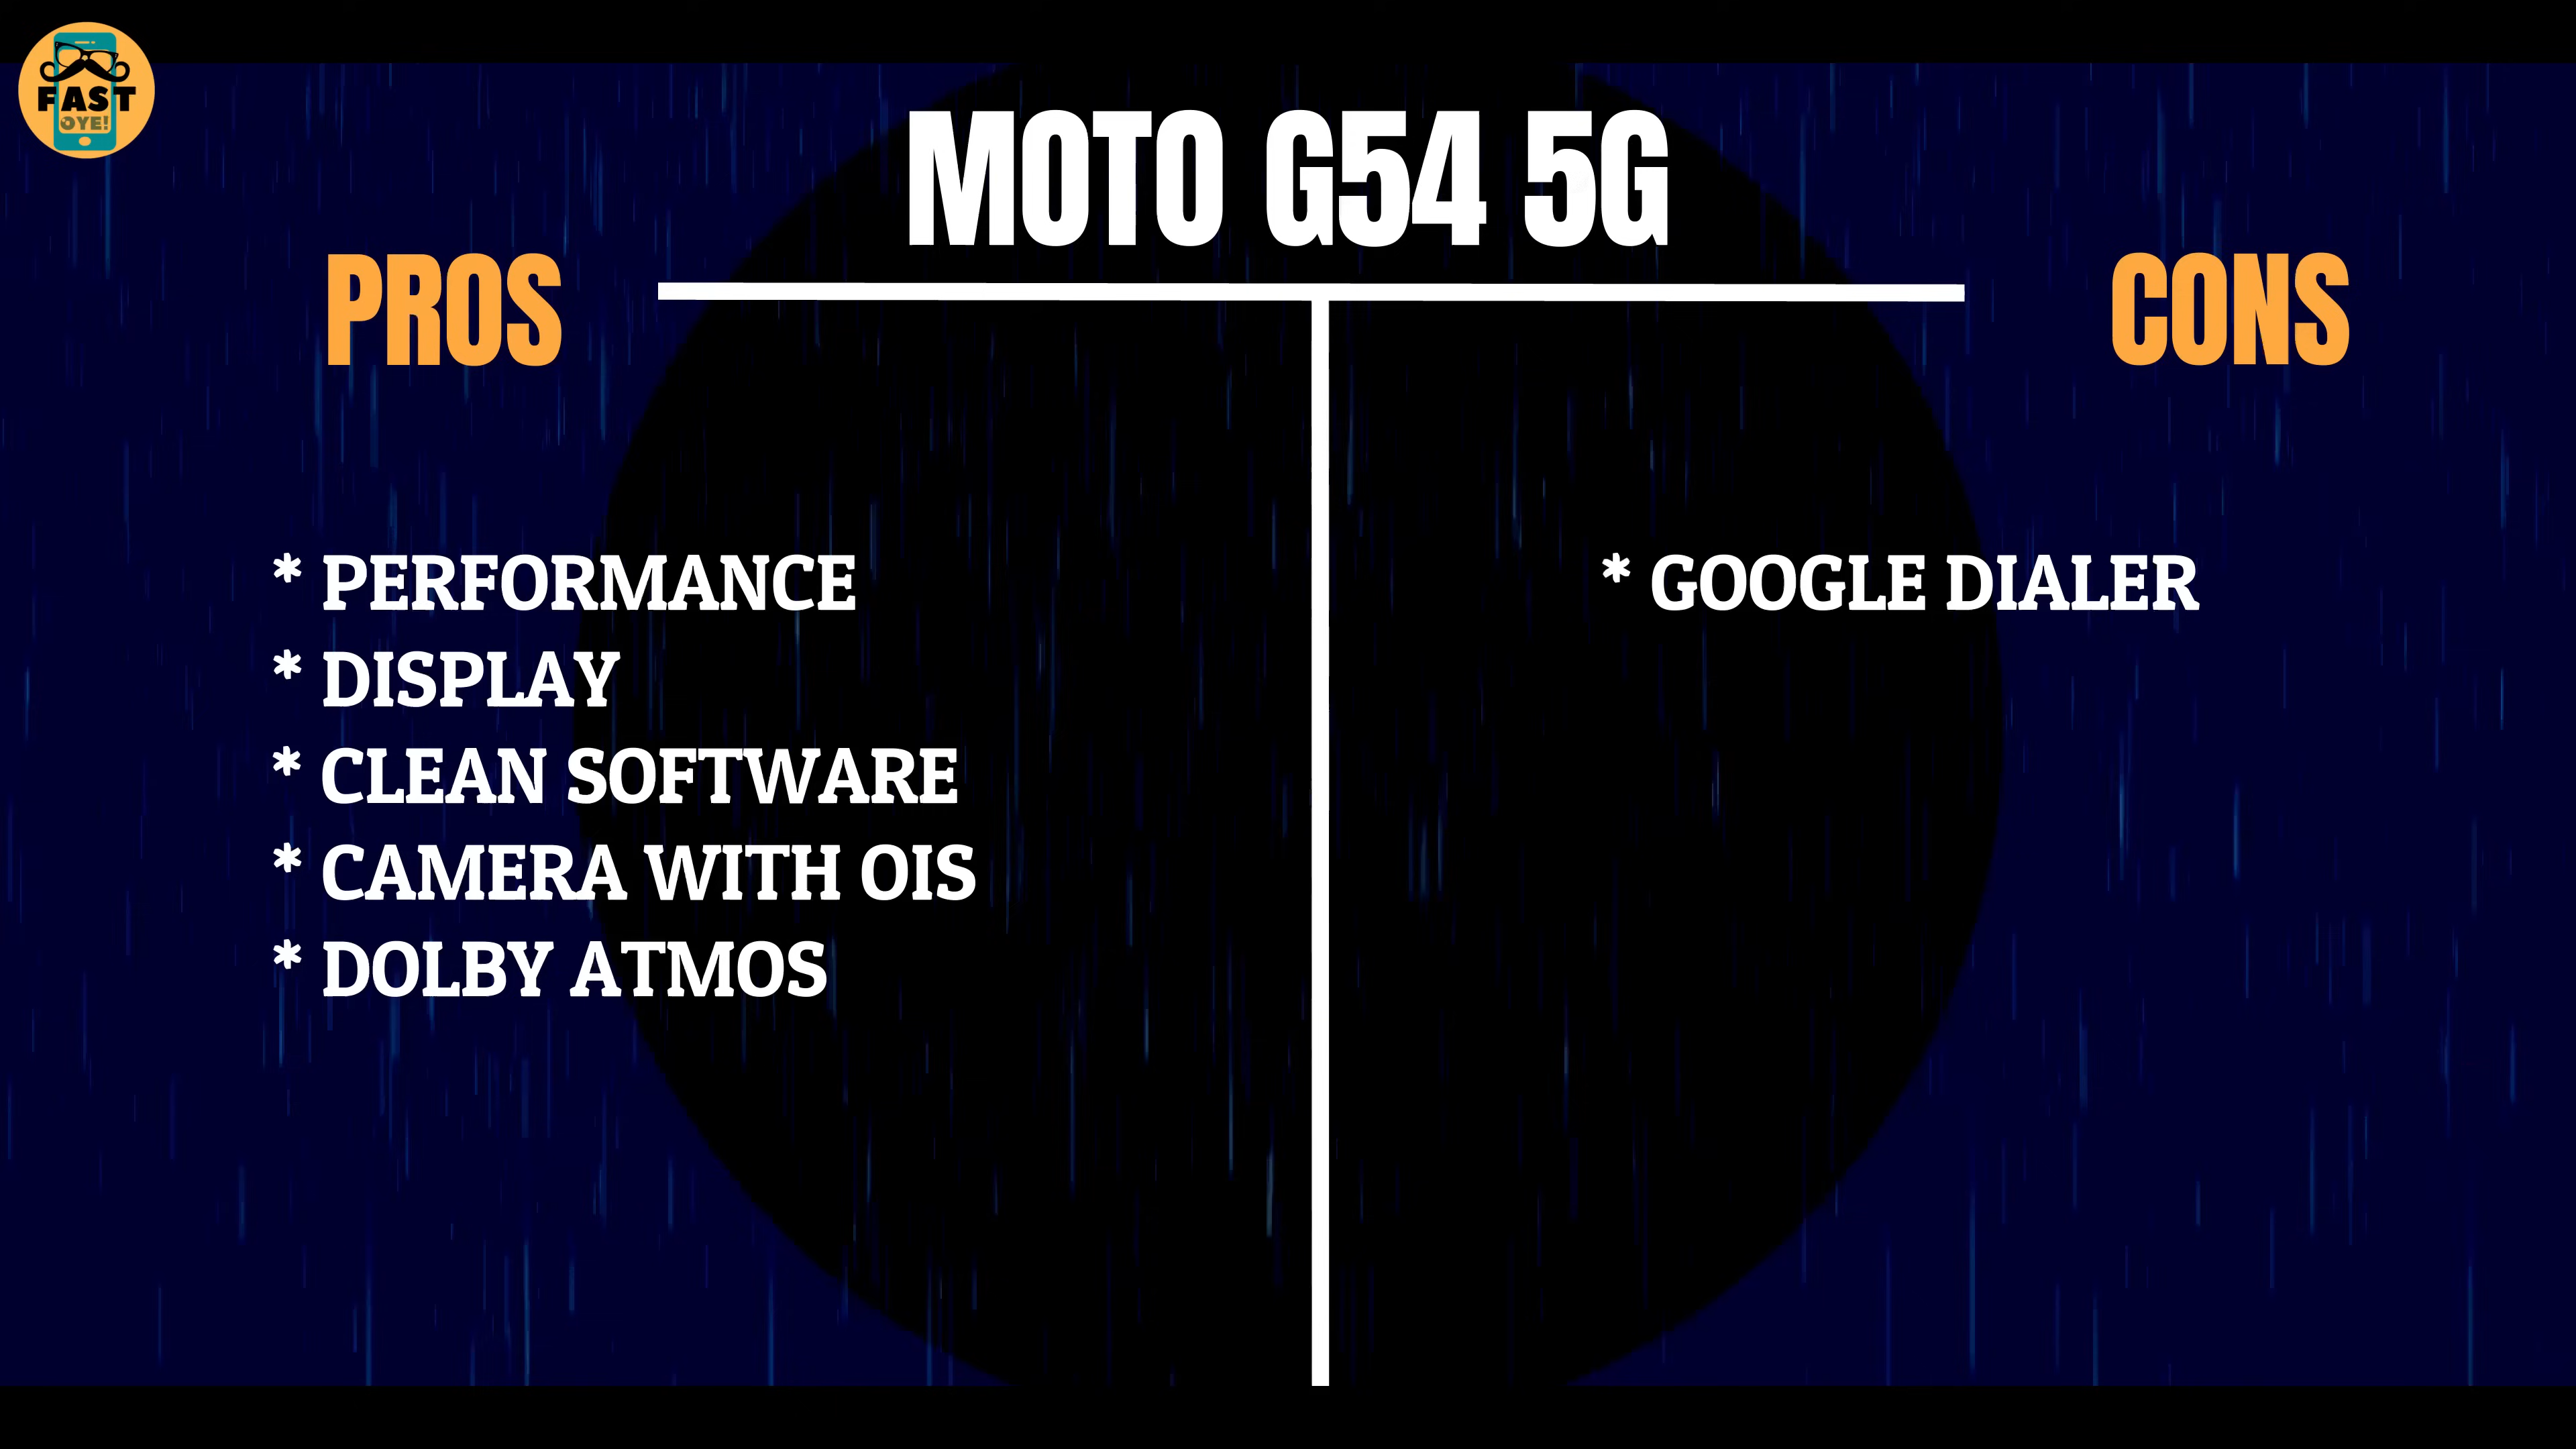 FAST
OYE!
MOTO G54 5G
PROS
CONS
* PERFORMANCE
* DISPLAY
* CLEAN SOFTWARE
* CAMERA WITH OIS
* DOLBY ATMOS
* GOOGLE DIALER